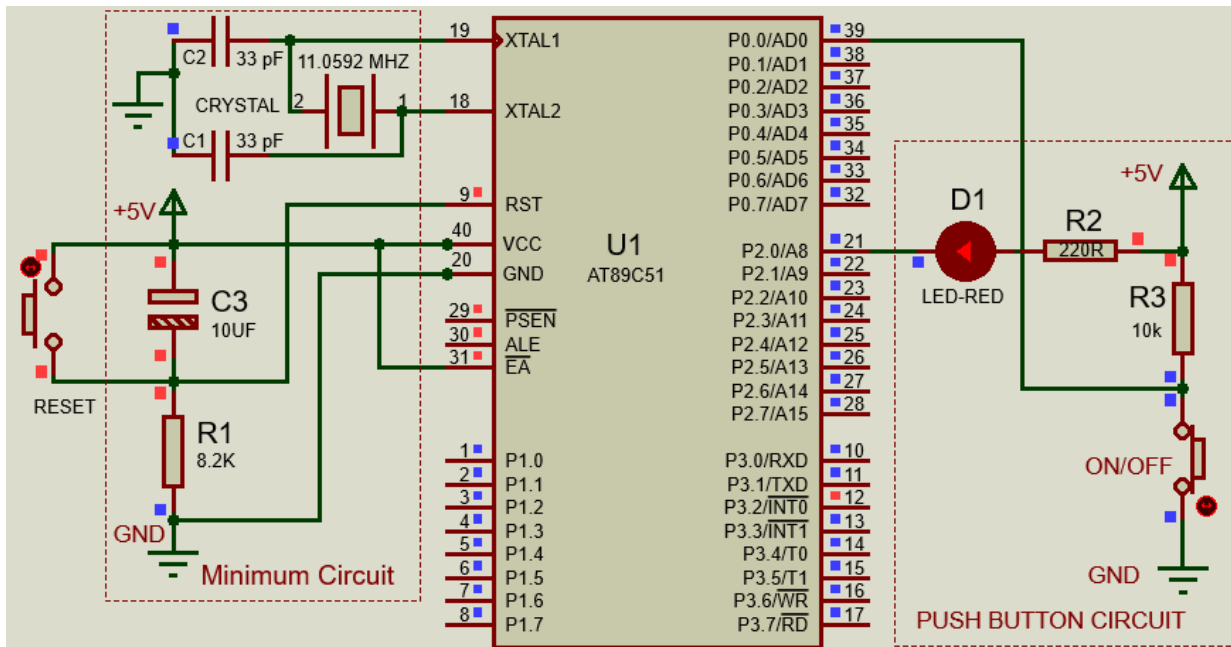 C2
33 pF
11.0592 MHZ
CRYSTAL
2
1
C1
33 pF
+5V
C3
10UF
RESET
R1
8.2K
GND
Minimum Circuit
19
XTAL1
18
XTAL2
9
RST
40
VCC
20
GND
29
PSEN
30
ALE
31
EA
1
P1.0
2
P1.1
3
P1.2
4
P1.3
5
P1.4
6
P1.5
7
P1.6
8
P1.7
U1
AT89C51
P0.0/AD0
39
P0.1/AD1
38
P0.2/AD2
37
P0.3/AD3
36
P0.4/AD4
35
P0.5/AD5
34
P0.6/AD6
33
P0.7/AD7
32
P2.0/A8
21
P2.1/A9
22
P2.2/A10
23
P2.3/A11
24
P2.4/A12
25
P2.5/A13
26
P2.6/A14
27
P2.7/A15
28
P3.0/RXD
10
P3.1/TXD
11
P3.2/INT0
12
P3.3/INT1
13
P3.4/T0
14
P3.5/T1
15
P3.6/WR
16
P3.7/RD
17
+5V
D1
LED-RED
R2
220R
R3
10k
ON/OFF
GND
PUSH BUTTON CIRCUIT